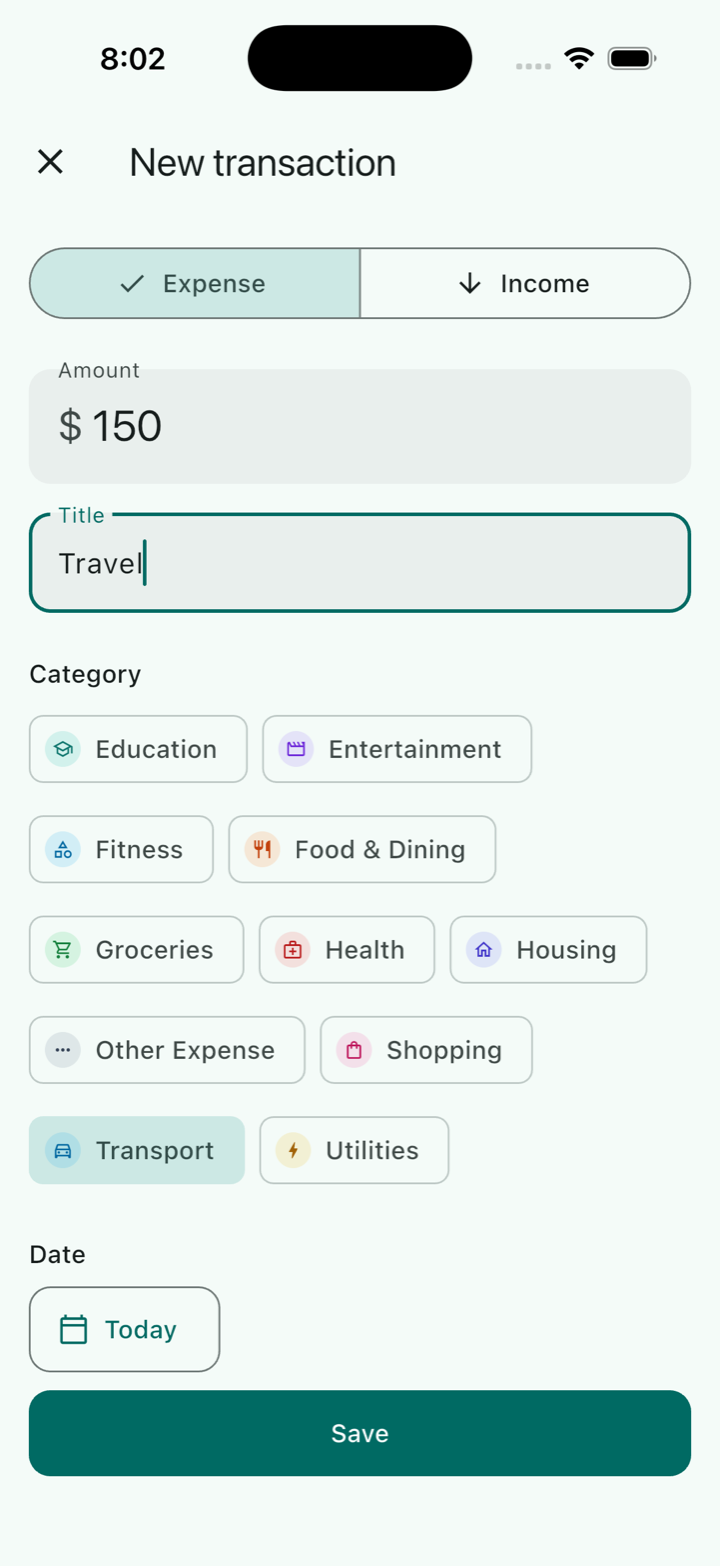 8:02
New transaction
Expense Income
Amount
$ 150
Title
Travel
Category
Education Entertainment
Fitness Food & Dining
Groceries Health Housing
Other Expense Shopping
Transport Utilities
Date
Today
Save